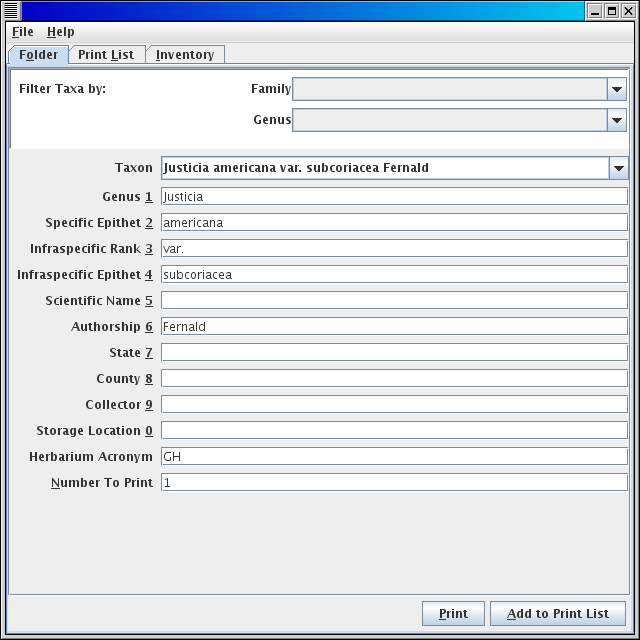 File Help
Folder Print List Inventory
Filter Taxa by: Family
Genus
Taxon Justicia americana var. subcoriacea Fernald
Genus 1 Justicia
Specific Epithet 2 americana
Infraspecific Rank 3 var.
Infraspecific Epithet 4 subcoriacea
Scientific Name 5
Authorship 6 Fernald
State 7
County 8
Collector 9
Storage Location 0
Herbarium Acronym GH
Number To Print 1
Print Add to Print List